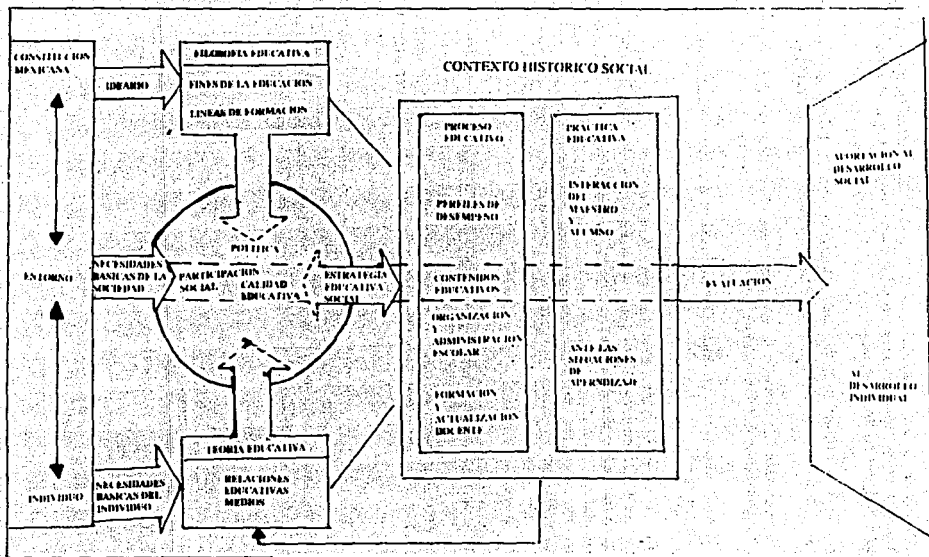 CONSTITUCION
MEXICANA
ENTORNO
INDIVIDUO
IDEARIO
NECESIDADES
BASICAS DE LA
SOCIEDAD
NECESIDADES
BASICAS DEL
INDIVIDUO
FILOSOFIA EDUCATIVA
FINES DE LA EDUCACION
LINEAS DE FORMACION
POLITICA
PARTICIPACION
SOCIAL
CALIDAD
EDUCATIVA
ESTRATEGIA
EDUCATIVA
SOCIAL
TEORIA EDUCATIVA
RELACIONES
EDUCATIVAS
MEDIOS
CONTEXTO HISTORICO SOCIAL
PROCESO
EDUCATIVO
PERFILES DE
DESEMPEÑO
CONTENIDOS
EDUCATIVOS
ORGANIZACION
Y
ADMINISTRACION
ESCOLAR
FORMACION
Y
ACTUALIZACION
DOCENTE
PRACTICA
EDUCATIVA
INTERACCION
DEL
MAESTRO
Y
ALUMNO
ANTE LAS
SITUACIONES
DE
APERNDIZAJE
EVALUACION
APORTACION AL
DESARROLLO
SOCIAL
AL
DESARROLLO
INDIVIDUAL